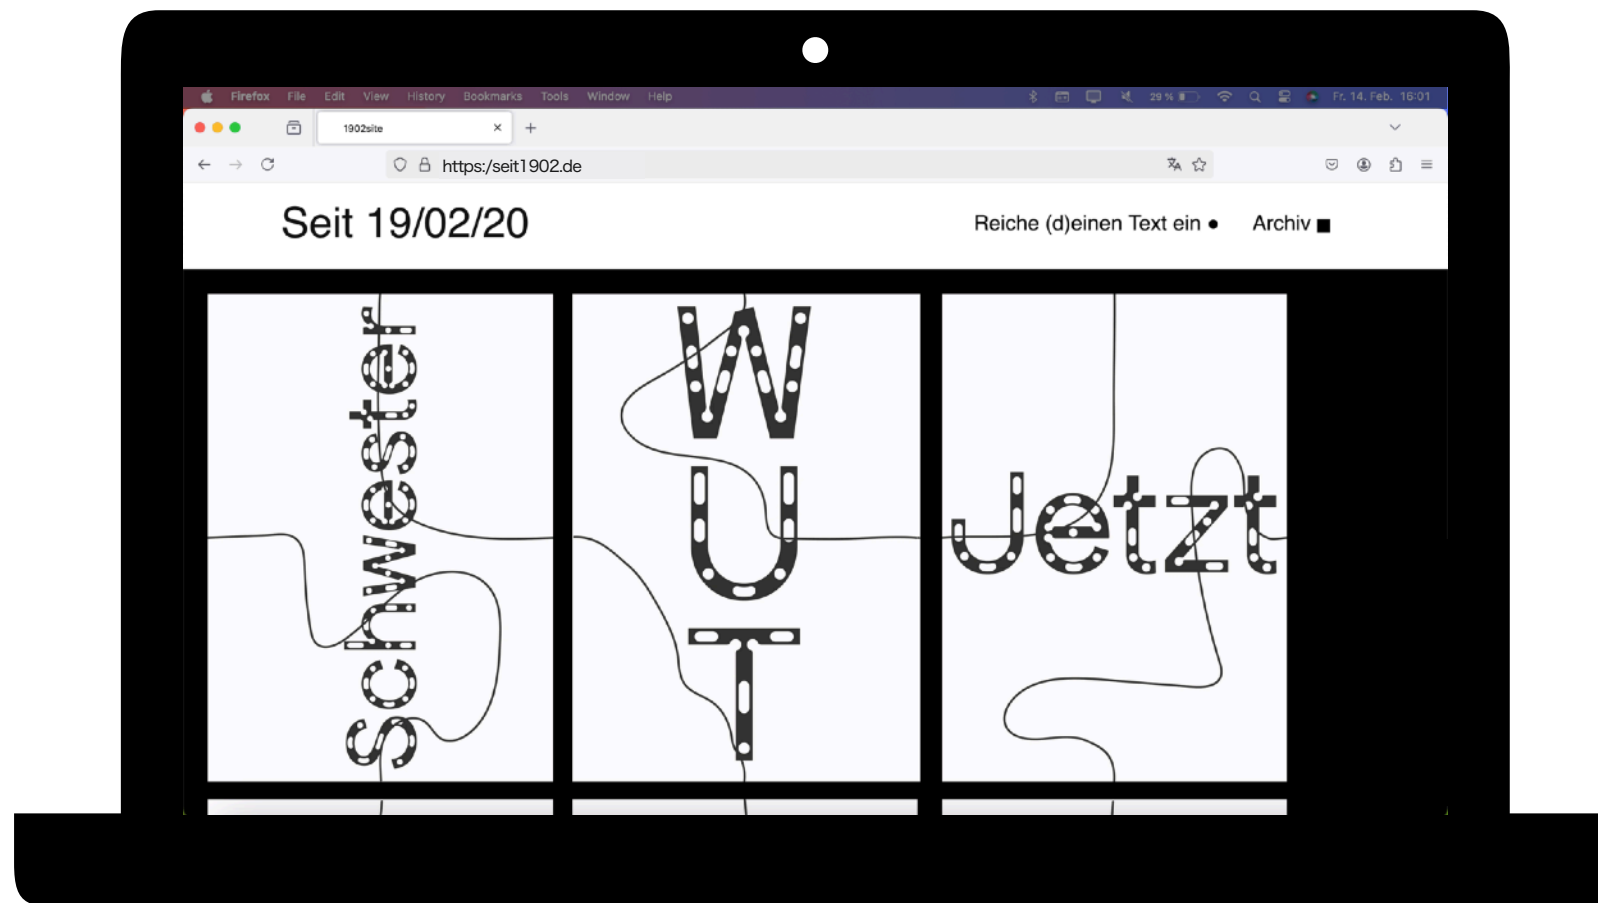 Firefox File Edit View History Bookmarks Tools Window Help 29 % Fr. 14. Feb. 16:01
1902site
https:/seit1902.de
Seit 19/02/20
Reiche (d)einen Text ein ● Archiv ■
Schwester
WUT
Jetzt